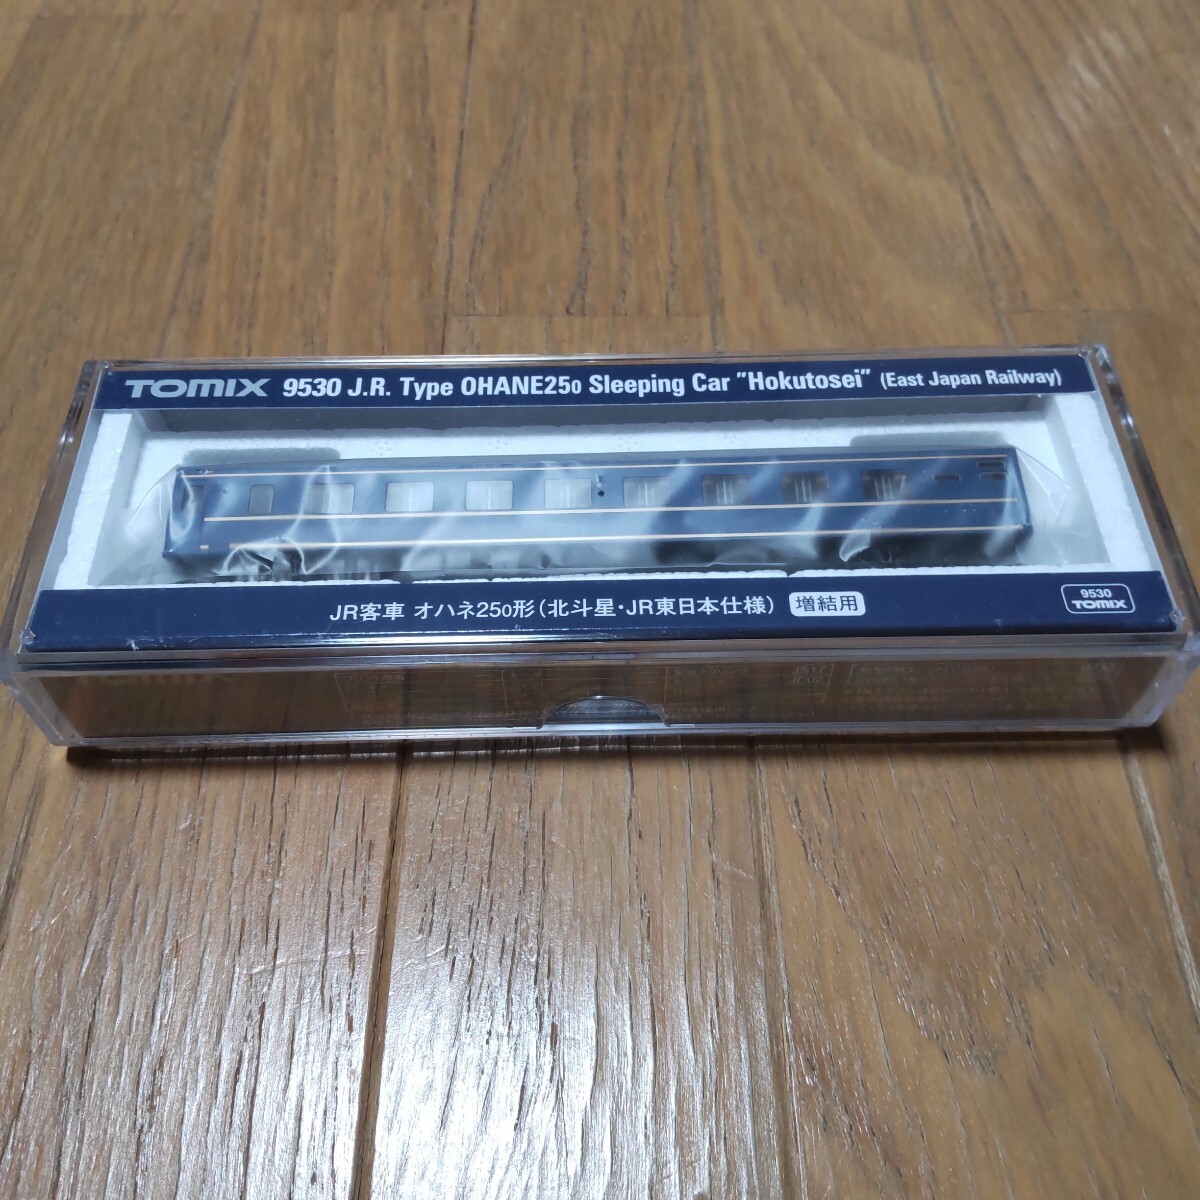 TOMIX 9530 J.R. Type OHANE250 Sleeping Car "Hokutosei" (East Japan Railway)
JR客車 オハネ250形(北斗星・JR東日本仕様) 増結用
9530
TOMIX